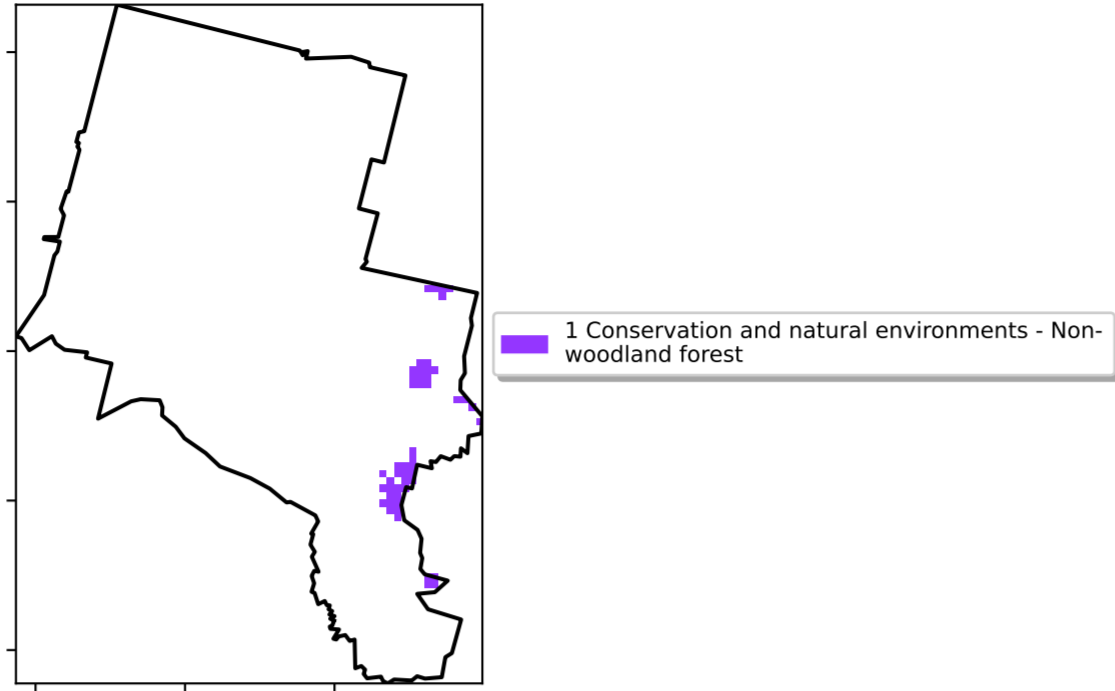 1 Conservation and natural environments - Non-
woodland forest